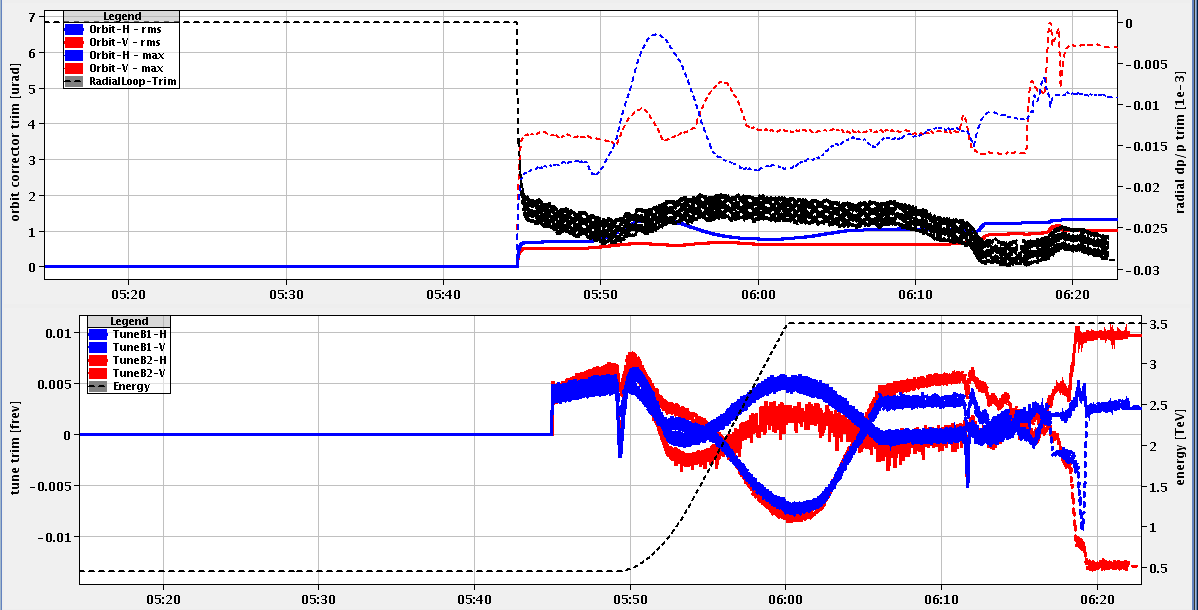 Legend
Orbit-H - rms
Orbit-V - rms
Orbit-H - max
Orbit-V - max
RadialLoop-Trim
orbit corrector trim [urad]
7
6
5
4
3
2
1
0
radial dp/p trim [1e-3]
0
-0.005
-0.01
-0.015
-0.02
-0.025
-0.03
05:20 05:30 05:40 05:50 06:00 06:10 06:20
Legend
TuneB1-H
TuneB1-V
TuneB2-H
TuneB2-V
Energy
tune trim [frev]
0.01
0.005
0
-0.005
-0.01
energy [TeV]
3.5
3
2.5
2
1.5
1
0.5
05:20 05:30 05:40 05:50 06:00 06:10 06:20